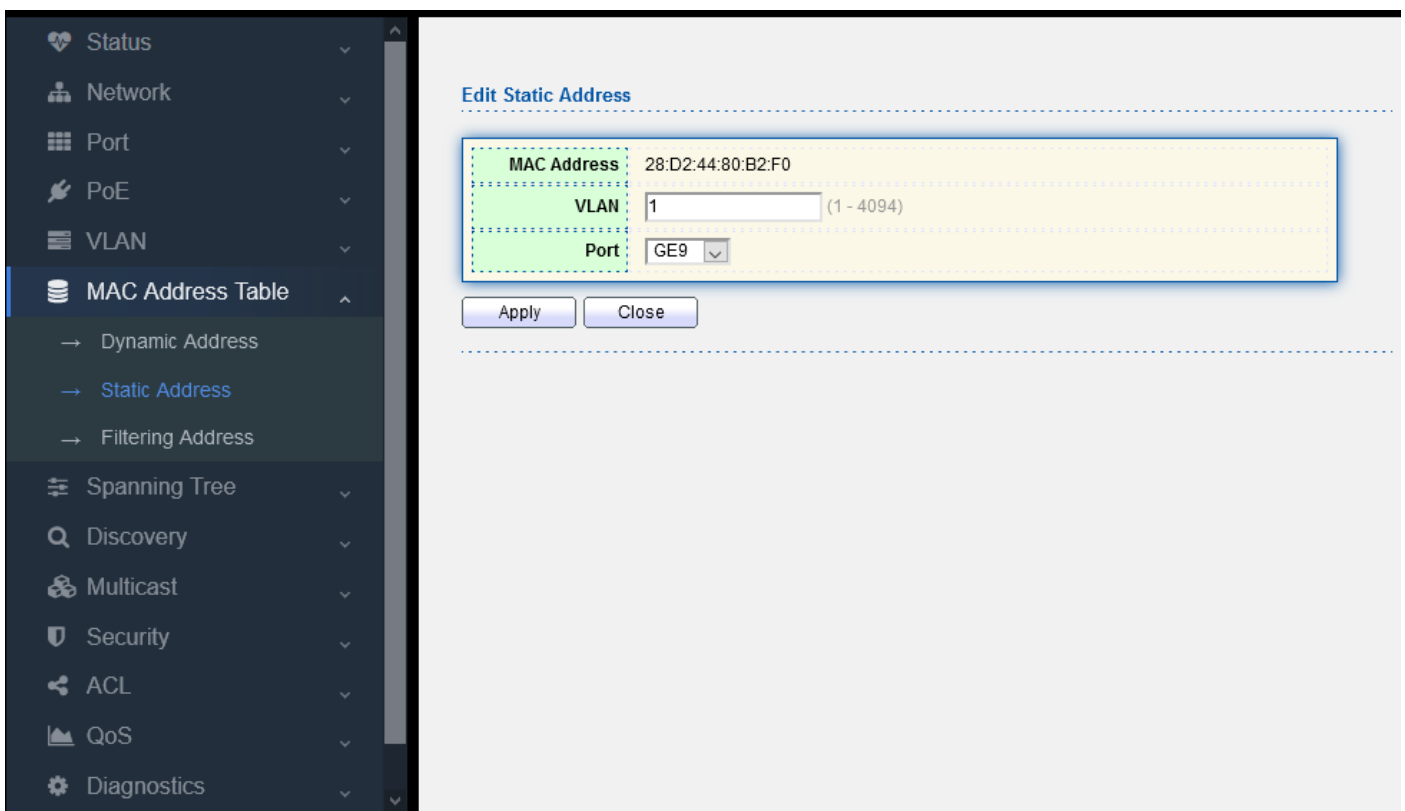 Status
Network
Port
PoE
VLAN
MAC Address Table
→ Dynamic Address
→ Static Address
→ Filtering Address
Spanning Tree
Discovery
Multicast
Security
ACL
QoS
Diagnostics
Edit Static Address
MAC Address 28:D2:44:80:B2:F0
VLAN 1 (1 - 4094)
Port GE9
Apply Close